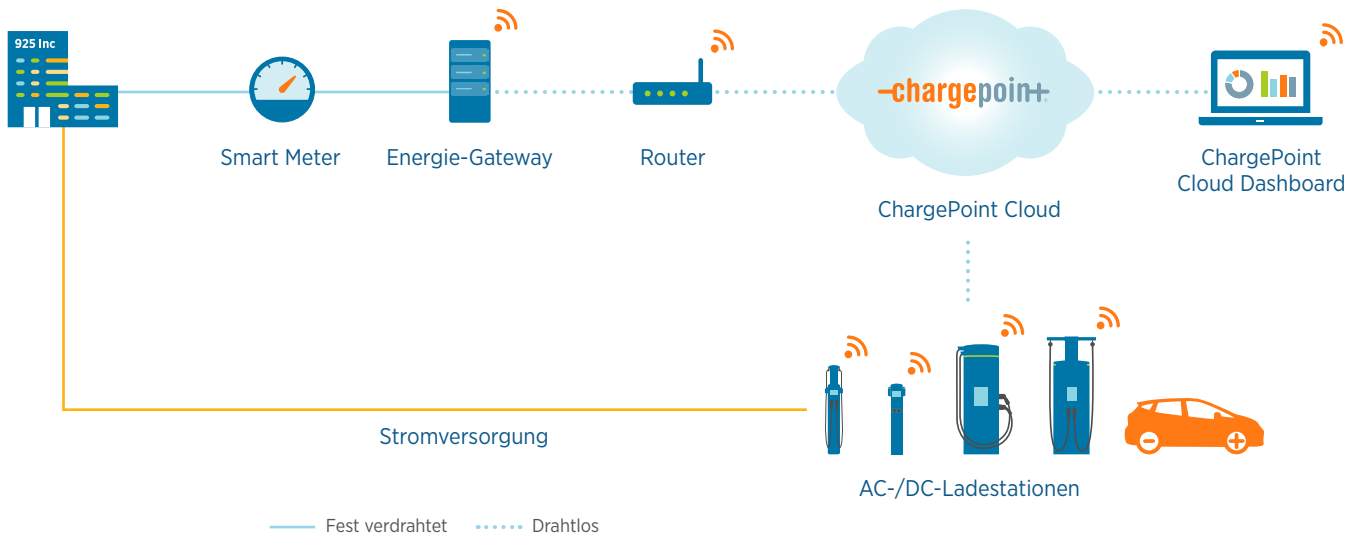 925 Inc
Smart Meter
Energie-Gateway
Router
chargepoin+
ChargePoint Cloud
ChargePoint
Cloud Dashboard
Stromversorgung
AC-/DC-Ladestationen
Fest verdrahtet
Drahtlos